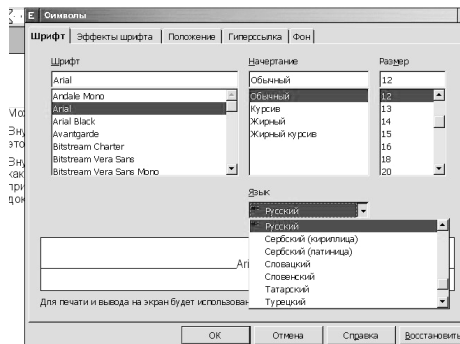 Символы
Шрифт Эффекты шрифта Положение Гиперссылка Фон
Шрифт Начертание Размер
Arial Обычный 12
Andale Mono Обычный 12
Arial Курсив 13
Arial Black Жирный 14
Avantgarde Жирный курсив 15
Bitstream Charter 16
Bitstream Vera Sans 18
Bitstream Vera Sans Mono 20
Язык
Русский
Русский
Сербский (кириллица)
Сербский (латиница)
Словацкий
Словенский
Татарский
Турецкий
Ari
Для печати и вывода на экран будет использован
OK Отмена Справка Восстановить